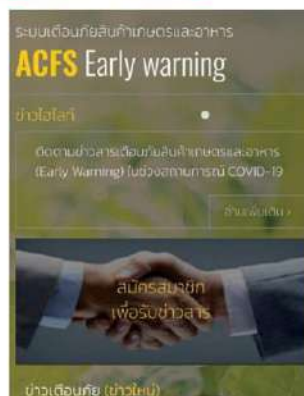 ระบบเตือนภัยสินค้าเกษตรและอาหาร
ACFS Early warning
ข่าวไฮไลท์
ติดตามข่าวสารเตือนภัยสินค้าเกษตรและอาหาร
(Early Warning) ในช่วงสถานการณ์ COVID-19
อ่านเพิ่มเติม ›
สมัครสมาชิก
เพื่อรับข่าวสาร
ข่าวเตือนภัย (ข่าวใหม่)